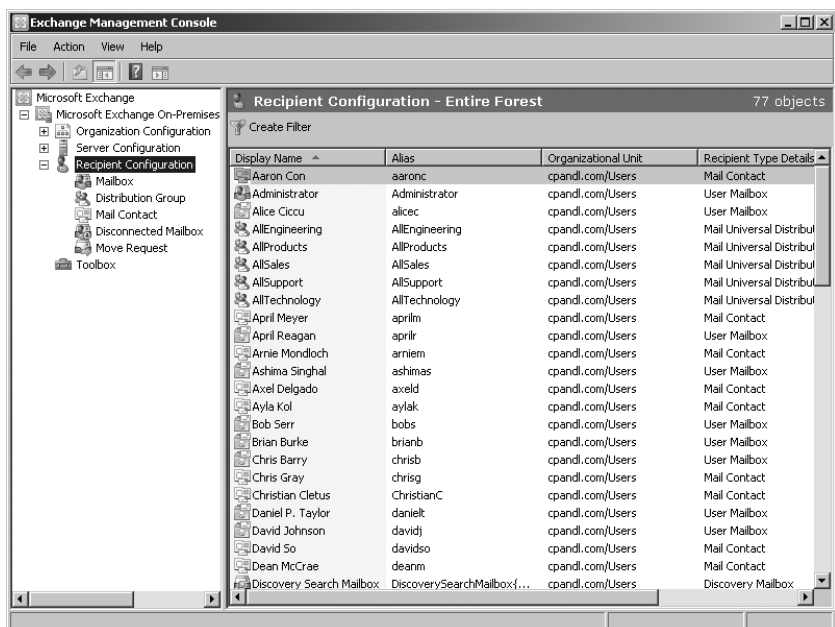 Exchange Management Console
File Action View Help
Microsoft Exchange
Microsoft Exchange On-Premises
Organization Configuration
Server Configuration
Recipient Configuration
Mailbox
Distribution Group
Mail Contact
Disconnected Mailbox
Move Request
Toolbox
Recipient Configuration - Entire Forest 77 objects
Create Filter
Display Name Alias Organizational Unit Recipient Type Details
Aaron Con aaronc cpandl.com/Users Mail Contact
Administrator Administrator cpandl.com/Users User Mailbox
Alice Ciccu alicec cpandl.com/Users User Mailbox
AllEngineering AllEngineering cpandl.com/Users Mail Universal Distribu
AllProducts AllProducts cpandl.com/Users Mail Universal Distribu
AllSales AllSales cpandl.com/Users Mail Universal Distribu
AllSupport AllSupport cpandl.com/Users Mail Universal Distribu
AllTechnology AllTechnology cpandl.com/Users Mail Universal Distribu
April Meyer aprilm cpandl.com/Users Mail Contact
April Reagan aprilr cpandl.com/Users User Mailbox
Arnie Mondloch arniem cpandl.com/Users Mail Contact
Ashima Singhal ashimas cpandl.com/Users User Mailbox
Axel Delgado axeld cpandl.com/Users Mail Contact
Ayla Kol aylak cpandl.com/Users Mail Contact
Bob Serr bobs cpandl.com/Users User Mailbox
Brian Burke brianb cpandl.com/Users User Mailbox
Chris Barry chrisb cpandl.com/Users User Mailbox
Chris Gray chrisg cpandl.com/Users Mail Contact
Christian Cletus ChristianC cpandl.com/Users Mail Contact
Daniel P. Taylor danielt cpandl.com/Users User Mailbox
David Johnson davidj cpandl.com/Users User Mailbox
David So davidso cpandl.com/Users Mail Contact
Dean McCrae deanm cpandl.com/Users Mail Contact
Discovery Search Mailbox DiscoverySearchMailbox{... cpandl.com/Users Discovery Mailbox